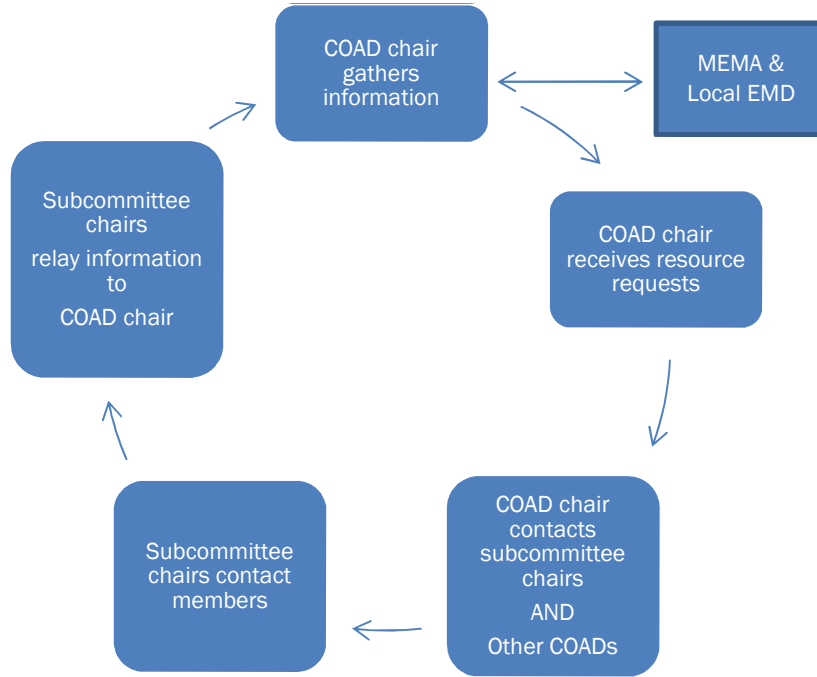 COAD chair
gathers
information
MEMA &
Local EMD
COAD chair
receives resource
requests
COAD chair
contacts
subcommittee
chairs
AND
Other COADs
Subcommittee
chairs contact
members
Subcommittee
chairs
relay information
to
COAD chair